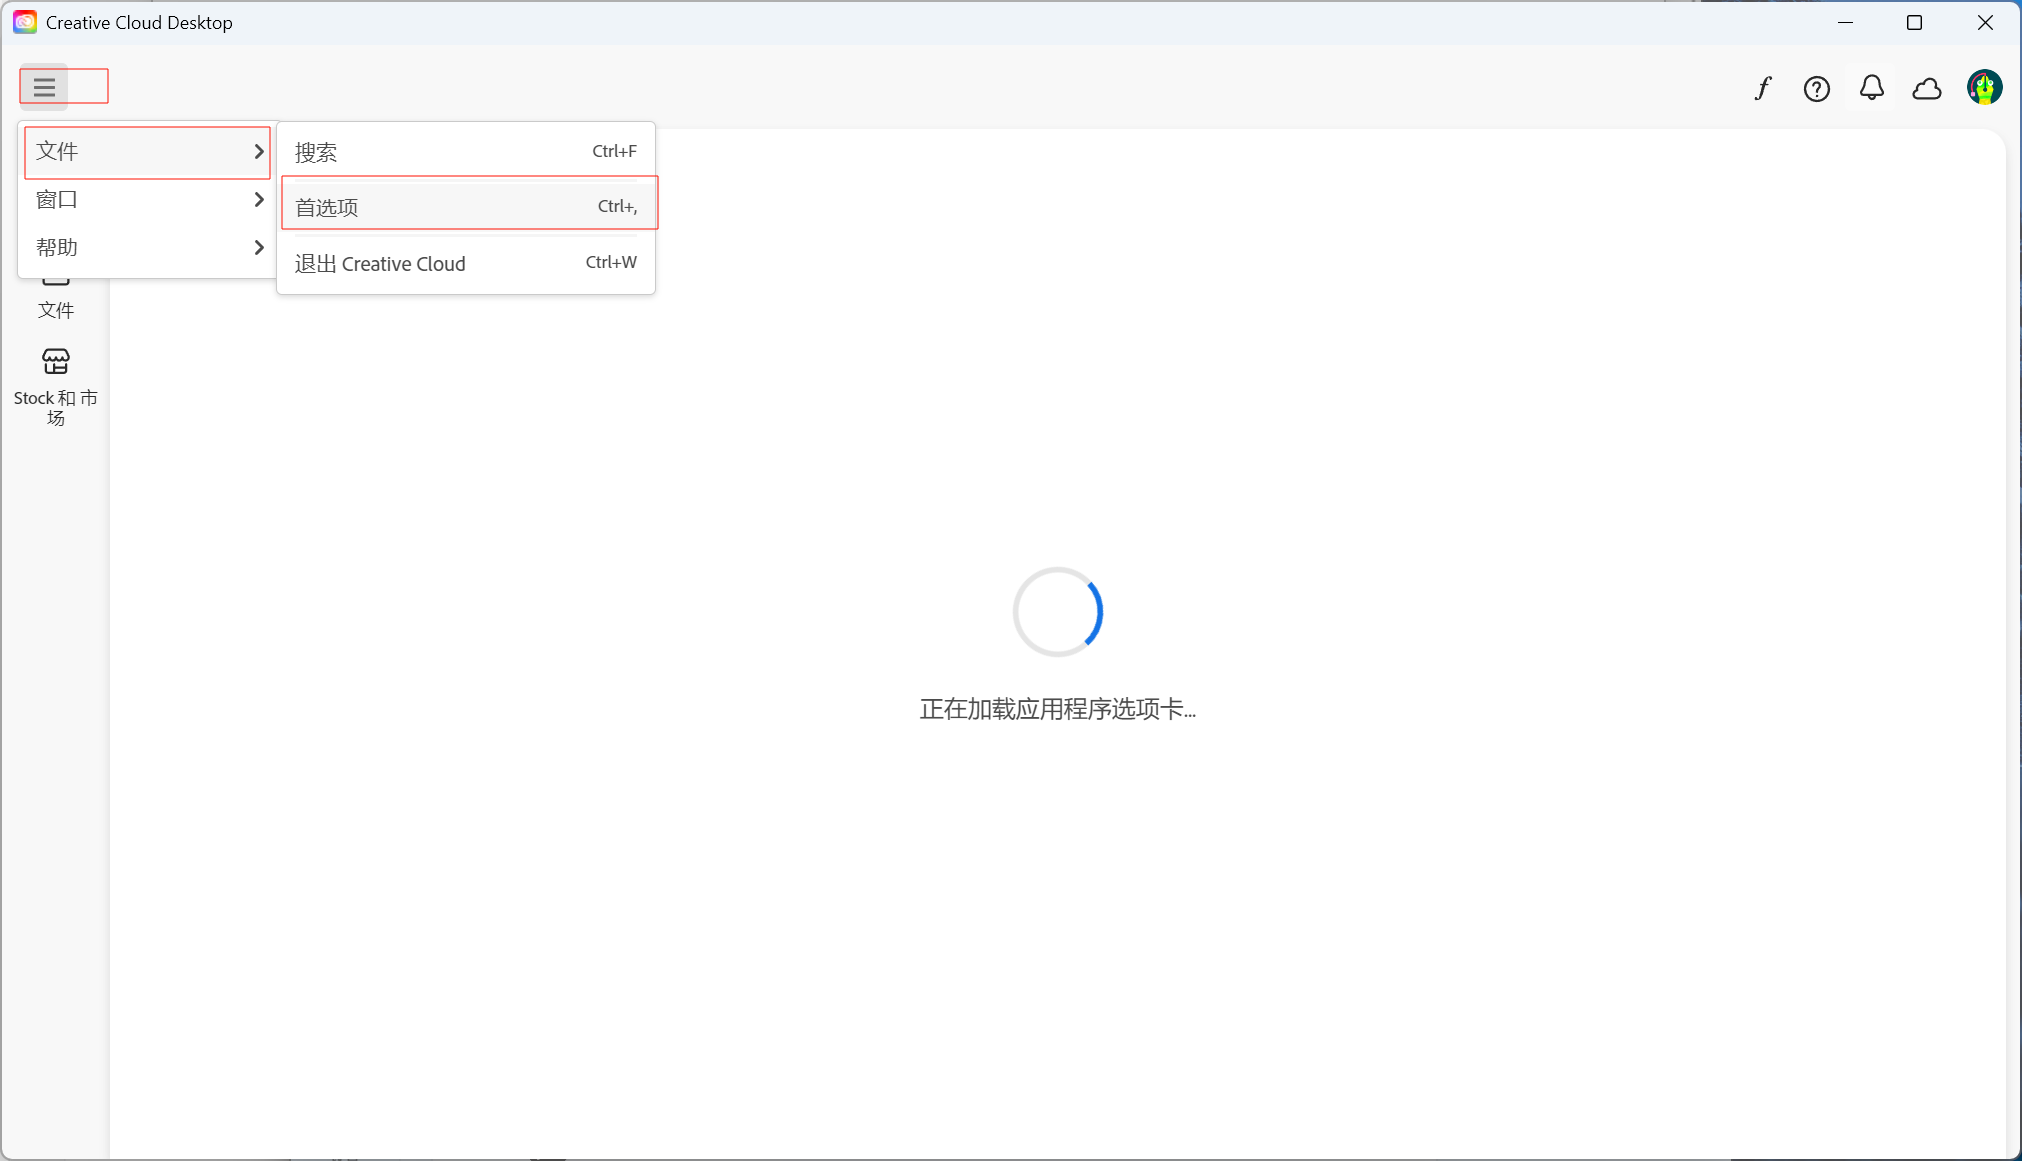 Creative Cloud Desktop
文件
窗口
帮助
搜索 Ctrl+F
首选项 Ctrl+,
退出 Creative Cloud Ctrl+W
文件
Stock 和 市
场
正在加载应用程序选项卡...